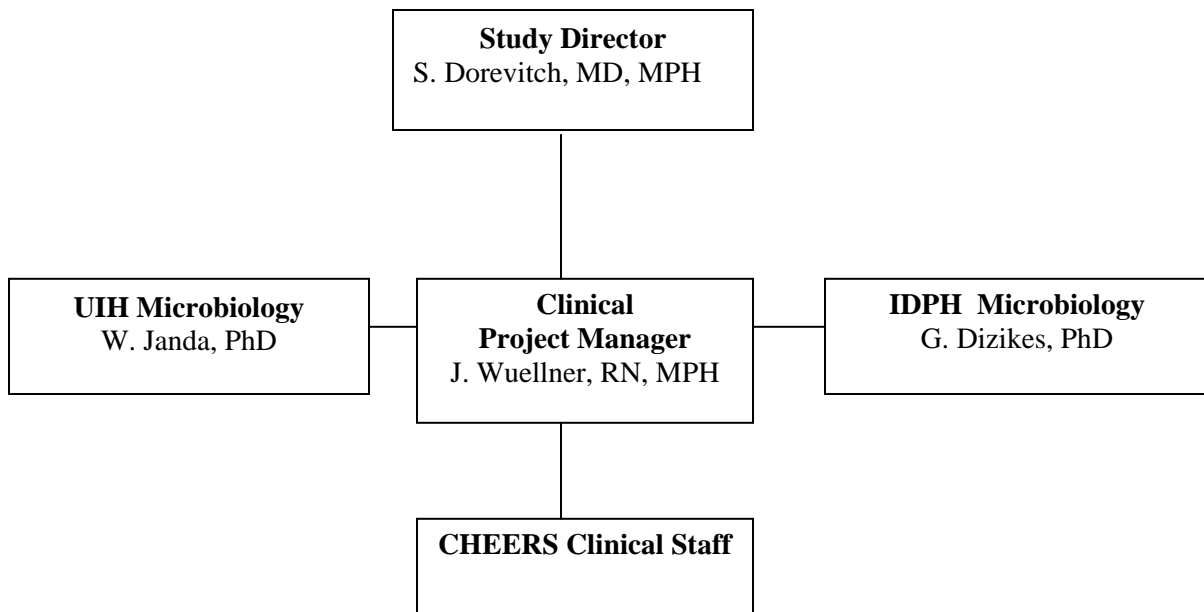 Study Director
S. Dorevitch, MD, MPH
UIH Microbiology
W. Janda, PhD
Clinical
Project Manager
J. Wuellner, RN, MPH
IDPH Microbiology
G. Dizikes, PhD
CHEERS Clinical Staff